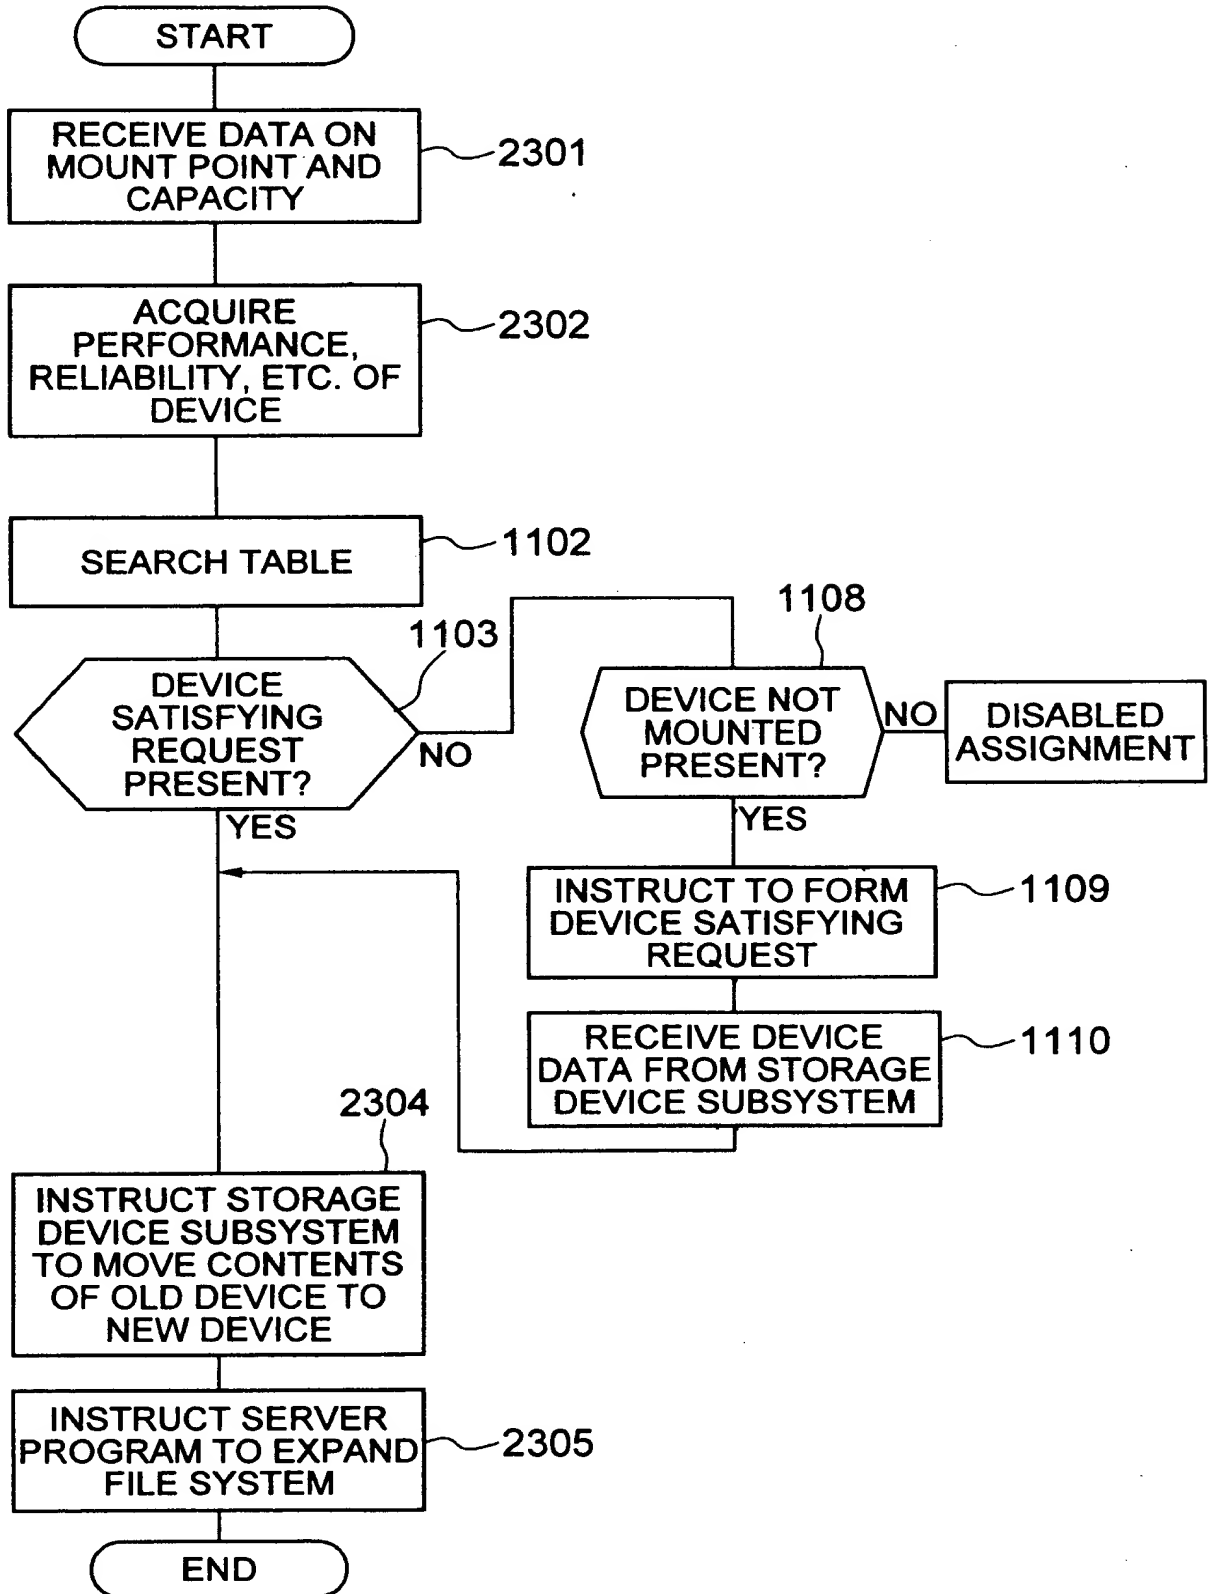 START
RECEIVE DATA ON
MOUNT POINT AND
CAPACITY
2301
ACQUIRE
PERFORMANCE,
RELIABILITY, ETC. OF
DEVICE
2302
SEARCH TABLE
1102
DEVICE
SATISFYING
REQUEST
PRESENT?
1103
NO
YES
1108
DEVICE NOT
MOUNTED
PRESENT?
NO
DISABLED
ASSIGNMENT
YES
INSTRUCT TO FORM
DEVICE SATISFYING
REQUEST
1109
RECEIVE DEVICE
DATA FROM STORAGE
DEVICE SUBSYSTEM
1110
2304
INSTRUCT STORAGE
DEVICE SUBSYSTEM
TO MOVE CONTENTS
OF OLD DEVICE TO
NEW DEVICE
INSTRUCT SERVER
PROGRAM TO EXPAND
FILE SYSTEM
2305
END